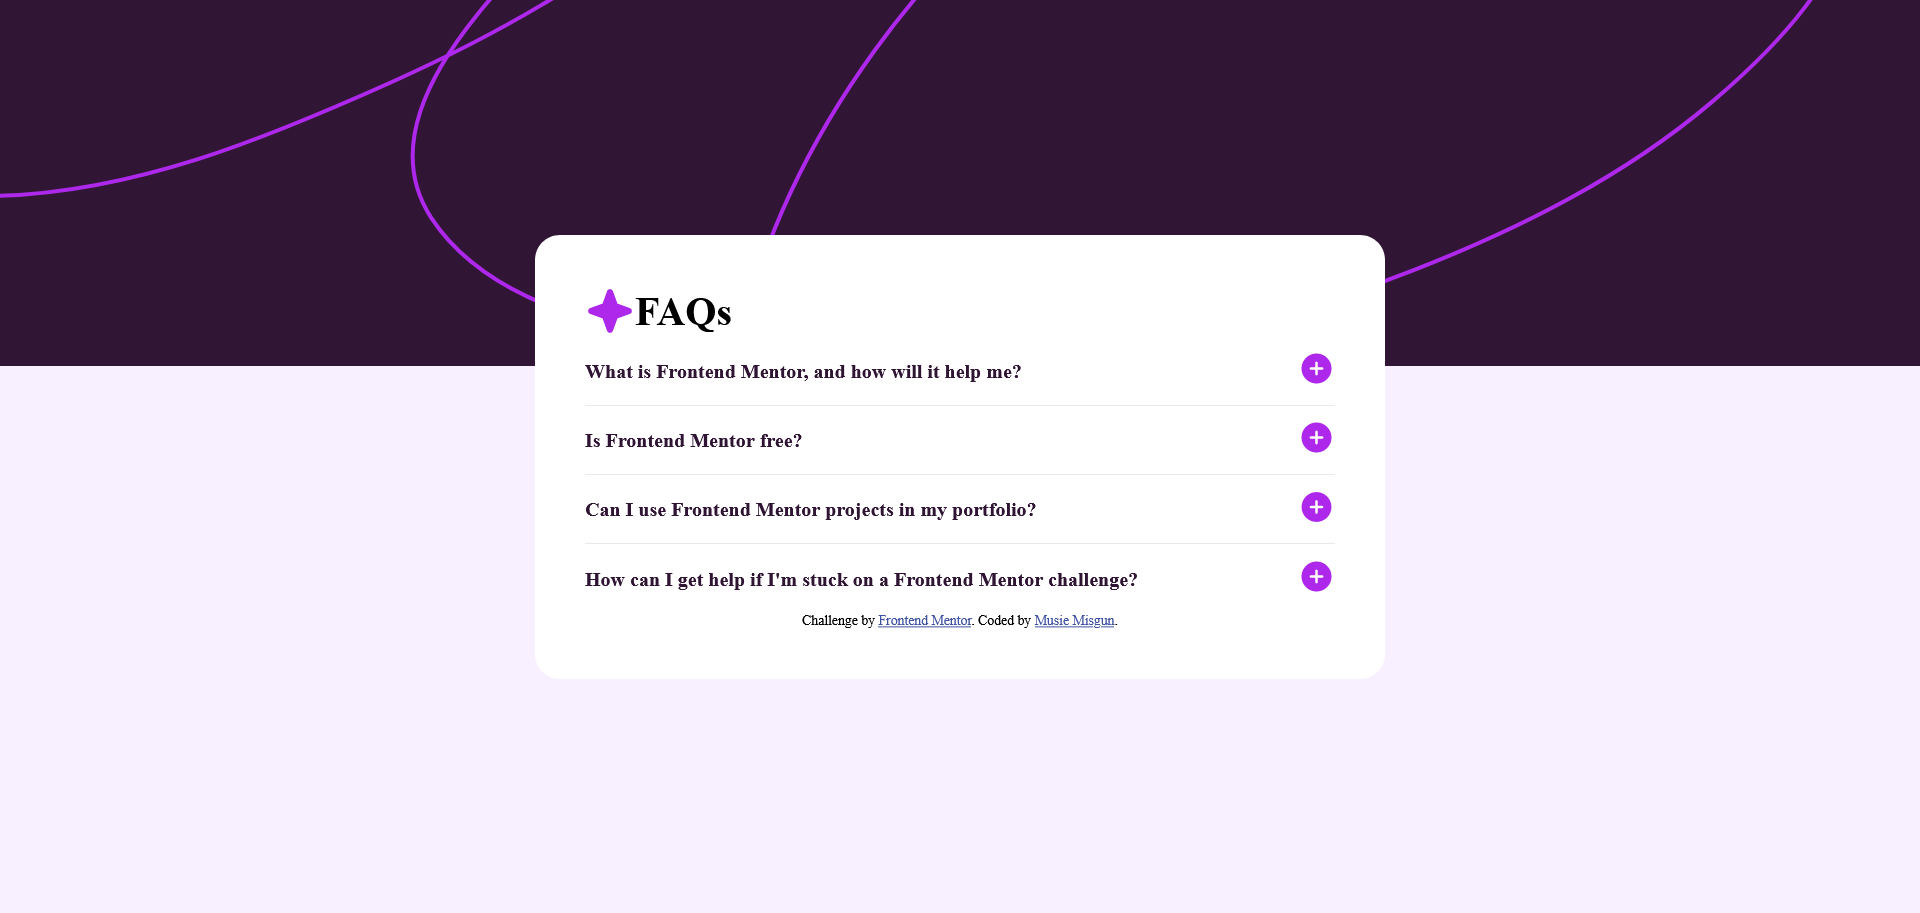 FAQs
What is Frontend Mentor, and how will it help me?
Is Frontend Mentor free?
Can I use Frontend Mentor projects in my portfolio?
How can I get help if I'm stuck on a Frontend Mentor challenge?
Challenge by Frontend Mentor. Coded by Musie Misgun.